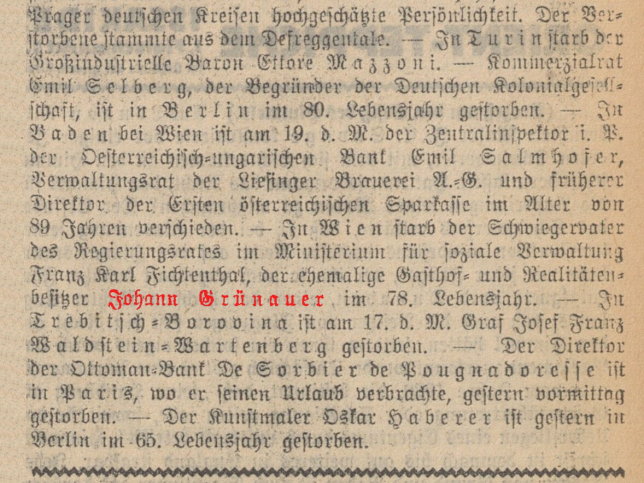 Prager deutschen Kreisen hochgeschätzte Persönlichkeit. Der Ver-
storbene stammte aus dem Defreggentale. — In Turin starb der
Großindustrielle Baron Ettore Mazzoni. — Kommerzialrat
Emil Selberg, der Begründer der Deutschen Kolonialgesell-
schaft, ist in Berlin im 80. Lebensjahr gestorben. — In
Baden bei Wien ist am 19. d. M. der Zentralinspektor i. P.
der Oesterreichisch-ungarischen Bank Emil Salmhofer,
Verwaltungsrat der Liesinger Brauerei A.-G. und früherer
Direktor der Ersten österreichischen Sparkasse im Alter von
89 Jahren verschieden. — In Wien starb der Schwiegervater
des Regierungsrates im Ministerium für soziale Verwaltung
Franz Karl Fichtenthal, der ehemalige Gasthof- und Realitäten-
besitzer Johann Grünauer im 78. Lebensjahr. — In
Trebitsch-Borovina ist am 17. d. M. Graf Josef Franz
Waldstein-Wartenberg gestorben. — Der Direktor
der Ottoman-Bank De Sorbier de Pougnadoresse ist
in Paris, wo er seinen Urlaub verbrachte, gestern vormittag
gestorben. — Der Kunstmaler Oskar Haberer ist gestern in
Berlin im 65. Lebensjahr gestorben.